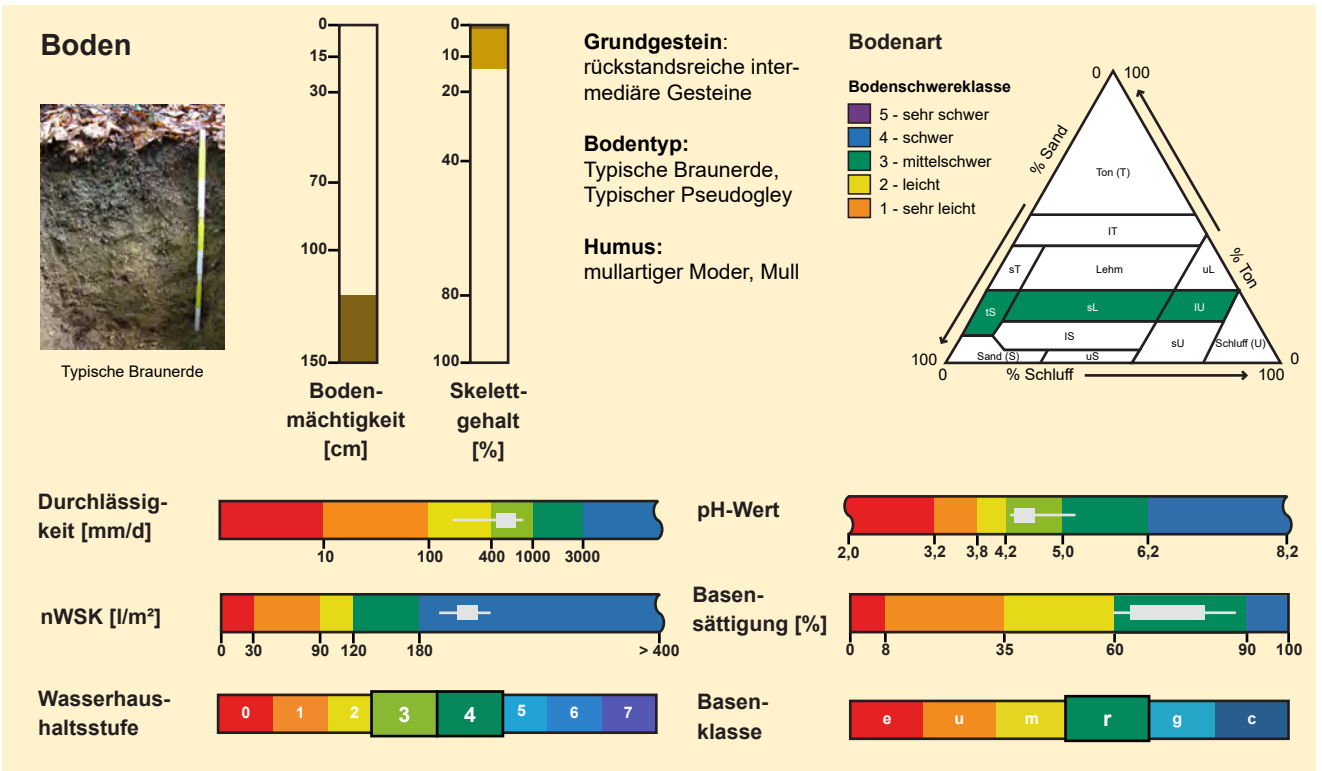 Boden
Typische Braunerde
0
15
30
70
100
150
Boden-
mächtigkeit
[cm]
0
10
20
40
80
100
Skelett-
gehalt
[%]
Grundgestein:
rückstandsreiche inter-
mediäre Gesteine
Bodentyp:
Typische Braunerde,
Typischer Pseudogley
Humus:
mullartiger Moder, Mull
Bodenart
Bodenschwereklasse
5 - sehr schwer
4 - schwer
3 - mittelschwer
2 - leicht
1 - sehr leicht
0 100
% Sand
% Ton
Ton (T)
lT
sT Lehm uL
tS sL lU
lS
sU Schluff (U)
Sand (S) uS
100 0
0 % Schluff 100
Durchlässig-
keit [mm/d]
10 100 400 1000 3000
pH-Wert
2,0 3,2 3,8 4,2 5,0 6,2 8,2
nWSK [l/m²]
0 30 90 120 180 > 400
Basen-
sättigung [%]
0 8 35 60 90 100
Wasserhaus-
haltsstufe
0 1 2 3 4 5 6 7
Basen-
klasse
e u m r g c